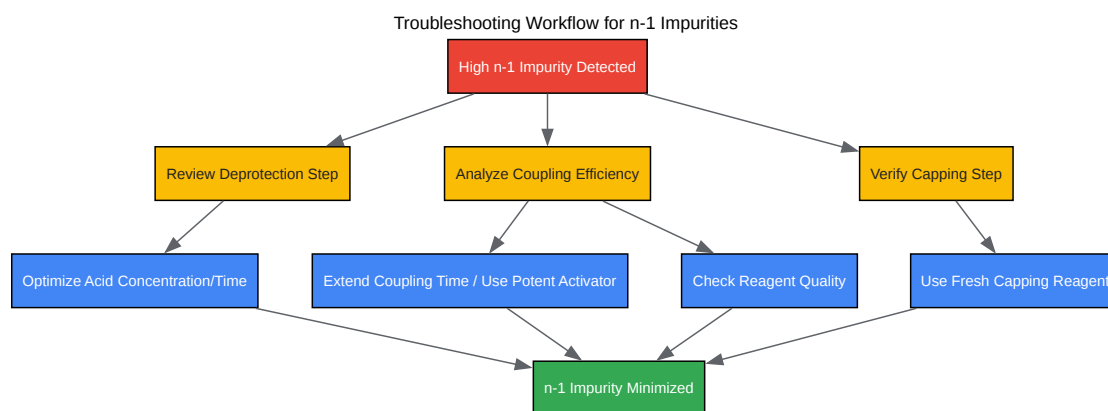 Troubleshooting Workflow for n-1 Impurities
High n-1 Impurity Detected
Review Deprotection Step
Analyze Coupling Efficiency
Verify Capping Step
Optimize Acid Concentration/Time
Extend Coupling Time / Use Potent Activator
Check Reagent Quality
Use Fresh Capping Reagent
n-1 Impurity Minimized